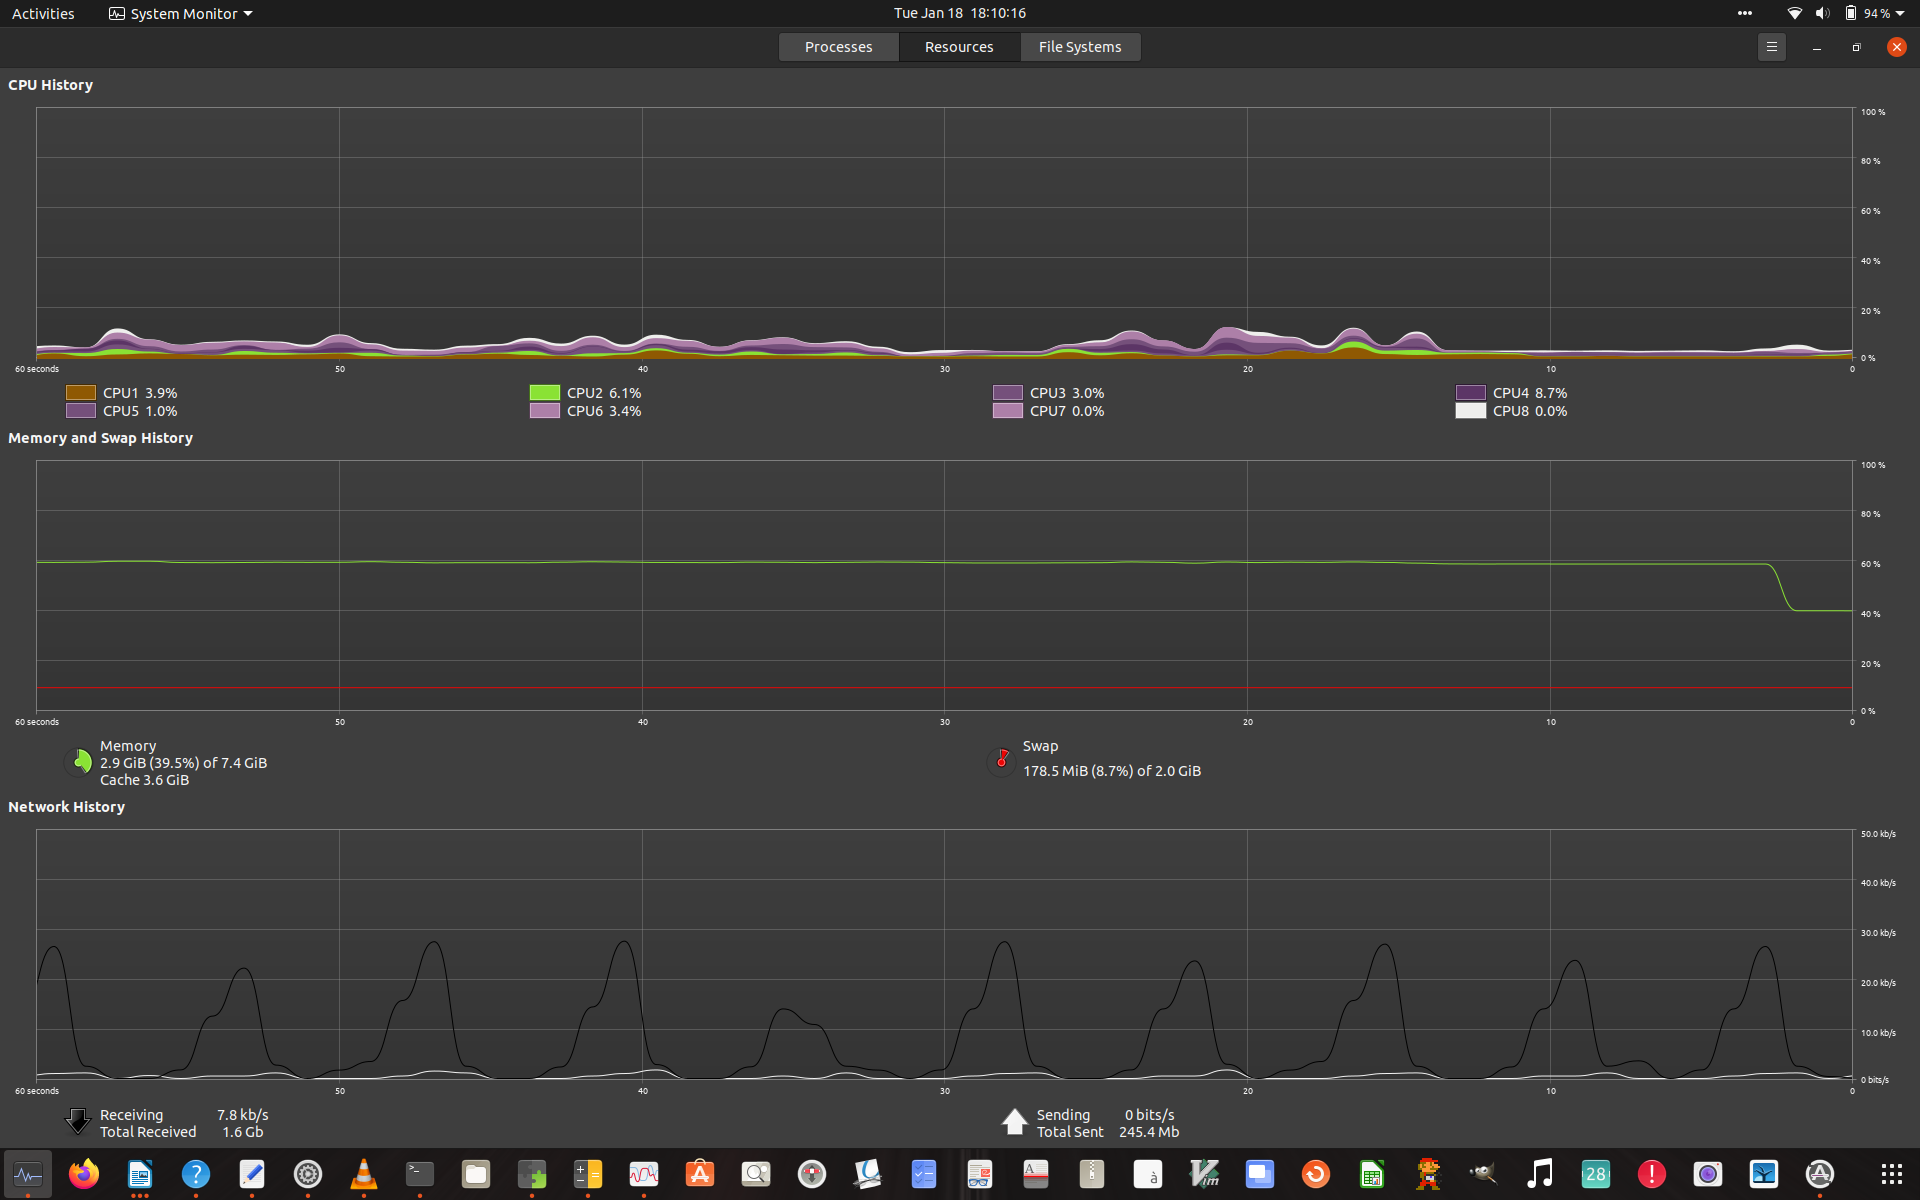 Activities System Monitor Tue Jan 18 18:10:16 94 %
Processes Resources File Systems
CPU History
100 %
80 %
60 %
40 %
20 %
0 %
60 seconds 50 40 30 20 10 0
CPU1 3.9% CPU2 6.1% CPU3 3.0% CPU4 8.7%
CPU5 1.0% CPU6 3.4% CPU7 0.0% CPU8 0.0%
Memory and Swap History
100 %
80 %
60 %
40 %
20 %
0 %
60 seconds 50 40 30 20 10 0
Memory
2.9 GiB (39.5%) of 7.4 GiB
Cache 3.6 GiB
Swap
178.5 MiB (8.7%) of 2.0 GiB
Network History
50.0 kb/s
40.0 kb/s
30.0 kb/s
20.0 kb/s
10.0 kb/s
0 bits/s
60 seconds 50 40 30 20 10 0
Receiving 7.8 kb/s
Total Received 1.6 Gb
Sending 0 bits/s
Total Sent 245.4 Mb
? >_ A A à Vim 28 !